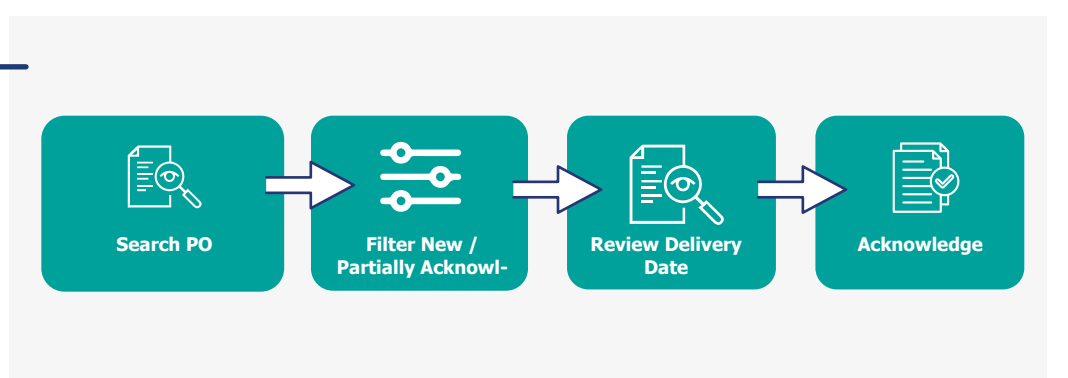 Search PO
Filter New /
Partially Acknowl-
Review Delivery
Date
Acknowledge